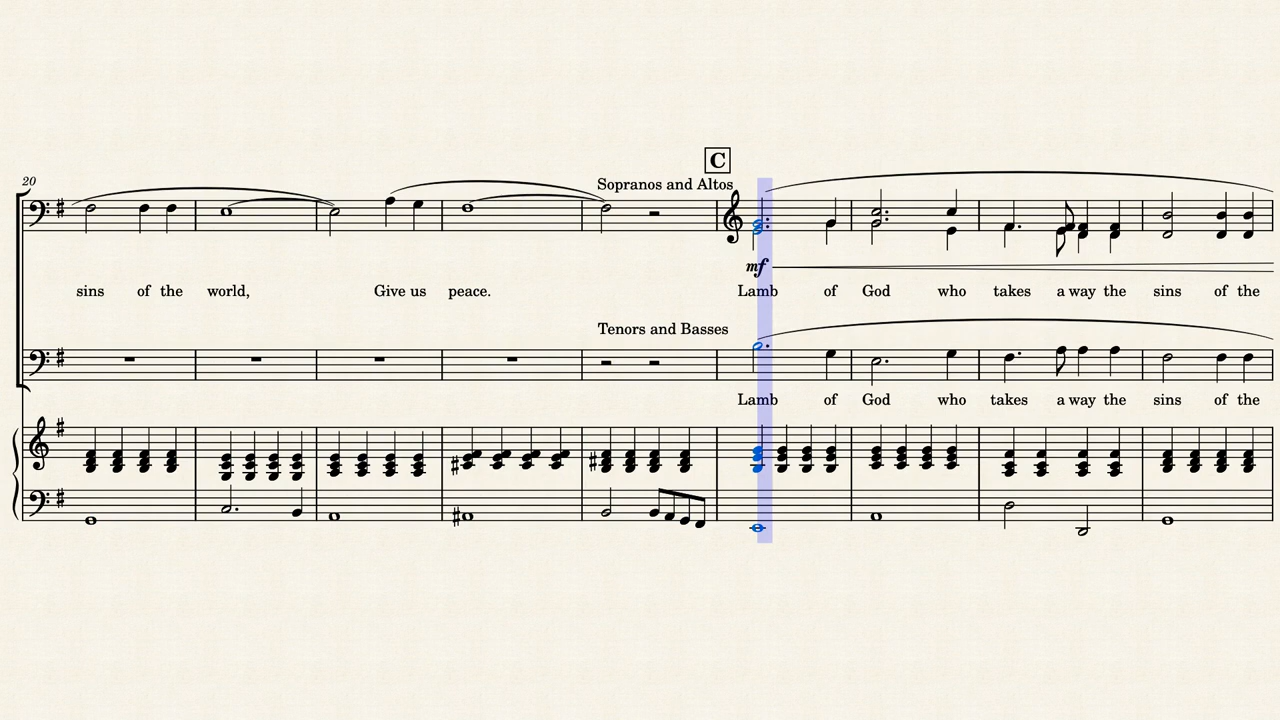 C
20
Sopranos and Altos
mf
sins of the world, Give us peace. Lamb of God who takes a way the sins of the
Tenors and Basses
Lamb of God who takes a way the sins of the